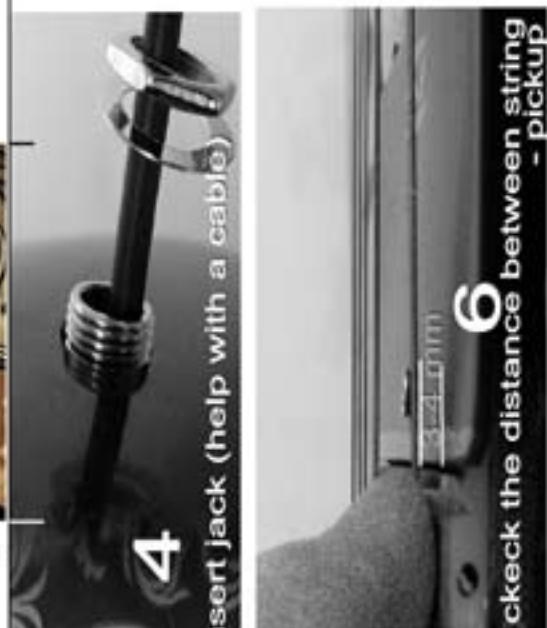 4
sert jack (help with a cable)
3-4 mm
6
ckeck the distance between string
- pickup